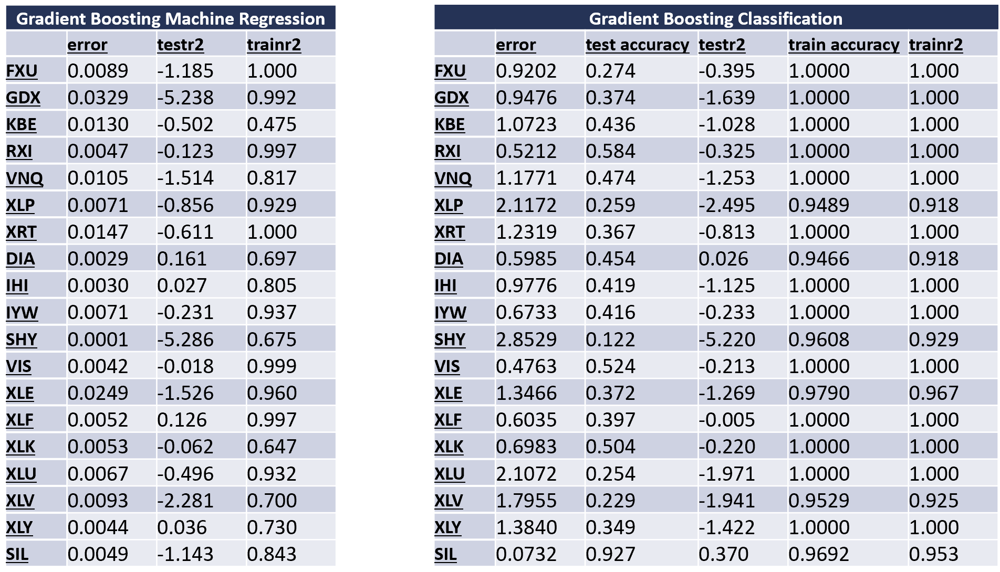 Gradient Boosting Machine Regression
error testr2 trainr2
FXU 0.0089 -1.185 1.000
GDX 0.0329 -5.238 0.992
KBE 0.0130 -0.502 0.475
RXI 0.0047 -0.123 0.997
VNQ 0.0105 -1.514 0.817
XLP 0.0071 -0.856 0.929
XRT 0.0147 -0.611 1.000
DIA 0.0029 0.161 0.697
IHI 0.0030 0.027 0.805
IYW 0.0071 -0.231 0.937
SHY 0.0001 -5.286 0.675
VIS 0.0042 -0.018 0.999
XLE 0.0249 -1.526 0.960
XLF 0.0052 0.126 0.997
XLK 0.0053 -0.062 0.647
XLU 0.0067 -0.496 0.932
XLV 0.0093 -2.281 0.700
XLY 0.0044 0.036 0.730
SIL 0.0049 -1.143 0.843
Gradient Boosting Classification
error test accuracy testr2 train accuracy trainr2
FXU 0.9202 0.274 -0.395 1.0000 1.000
GDX 0.9476 0.374 -1.639 1.0000 1.000
KBE 1.0723 0.436 -1.028 1.0000 1.000
RXI 0.5212 0.584 -0.325 1.0000 1.000
VNQ 1.1771 0.474 -1.253 1.0000 1.000
XLP 2.1172 0.259 -2.495 0.9489 0.918
XRT 1.2319 0.367 -0.813 1.0000 1.000
DIA 0.5985 0.454 0.026 0.9466 0.918
IHI 0.9776 0.419 -1.125 1.0000 1.000
IYW 0.6733 0.416 -0.233 1.0000 1.000
SHY 2.8529 0.122 -5.220 0.9608 0.929
VIS 0.4763 0.524 -0.213 1.0000 1.000
XLE 1.3466 0.372 -1.269 0.9790 0.967
XLF 0.6035 0.397 -0.005 1.0000 1.000
XLK 0.6983 0.504 -0.220 1.0000 1.000
XLU 2.1072 0.254 -1.971 1.0000 1.000
XLV 1.7955 0.229 -1.941 0.9529 0.925
XLY 1.3840 0.349 -1.422 1.0000 1.000
SIL 0.0732 0.927 0.370 0.9692 0.953